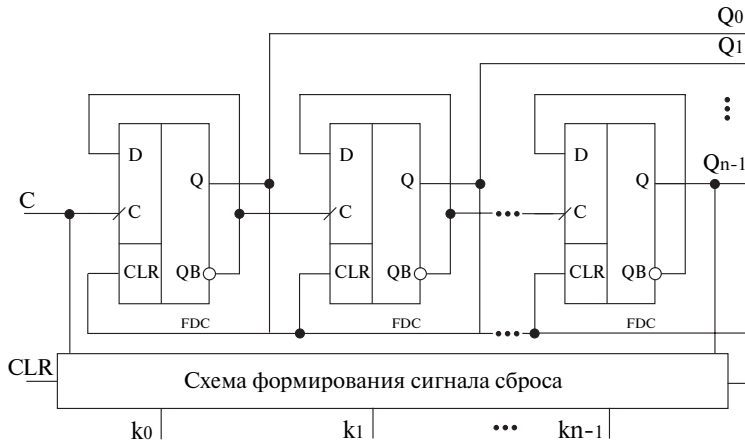 Q0
Q1
Qn-1
D
Q
C
CLR
QB
FDC
D
Q
C
CLR
QB
FDC
D
Q
C
CLR
QB
FDC
C
CLR
Схема формирования сигнала сброса
k0
k1
kn-1